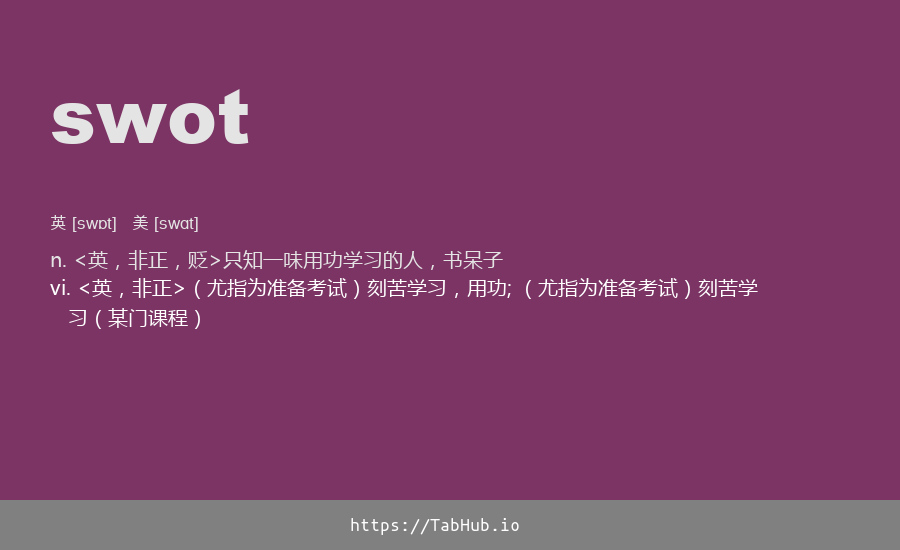 swot
英 [swɒt] 美 [swɑt]
n. <英，非正，贬>只知一味用功学习的人，书呆子
vi. <英，非正>（尤指为准备考试）刻苦学习，用功; （尤指为准备考试）刻苦学
习（某门课程）
https://TabHub.io